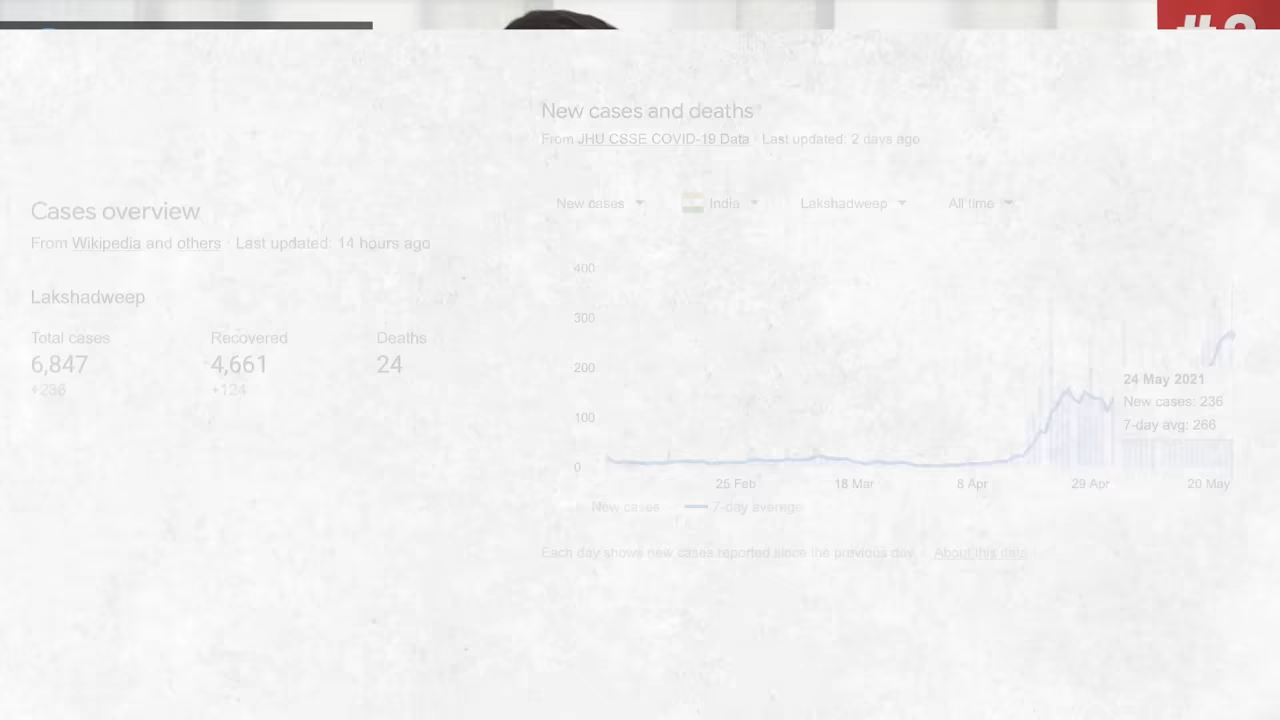 New cases and deaths
From JHU CSSE COVID-19 Data · Last updated: 2 days ago
New cases
India
Lakshadweep
All time
Cases overview
From Wikipedia and others · Last updated: 14 hours ago
Lakshadweep
Total cases
Recovered
Deaths
6,847
4,661
24
+236
+124
400
300
200
100
0
24 May 2021
New cases: 236
7-day avg: 266
25 Feb
18 Mar
8 Apr
29 Apr
20 May
New cases
7-day average
Each day shows new cases reported since the previous day · About this data